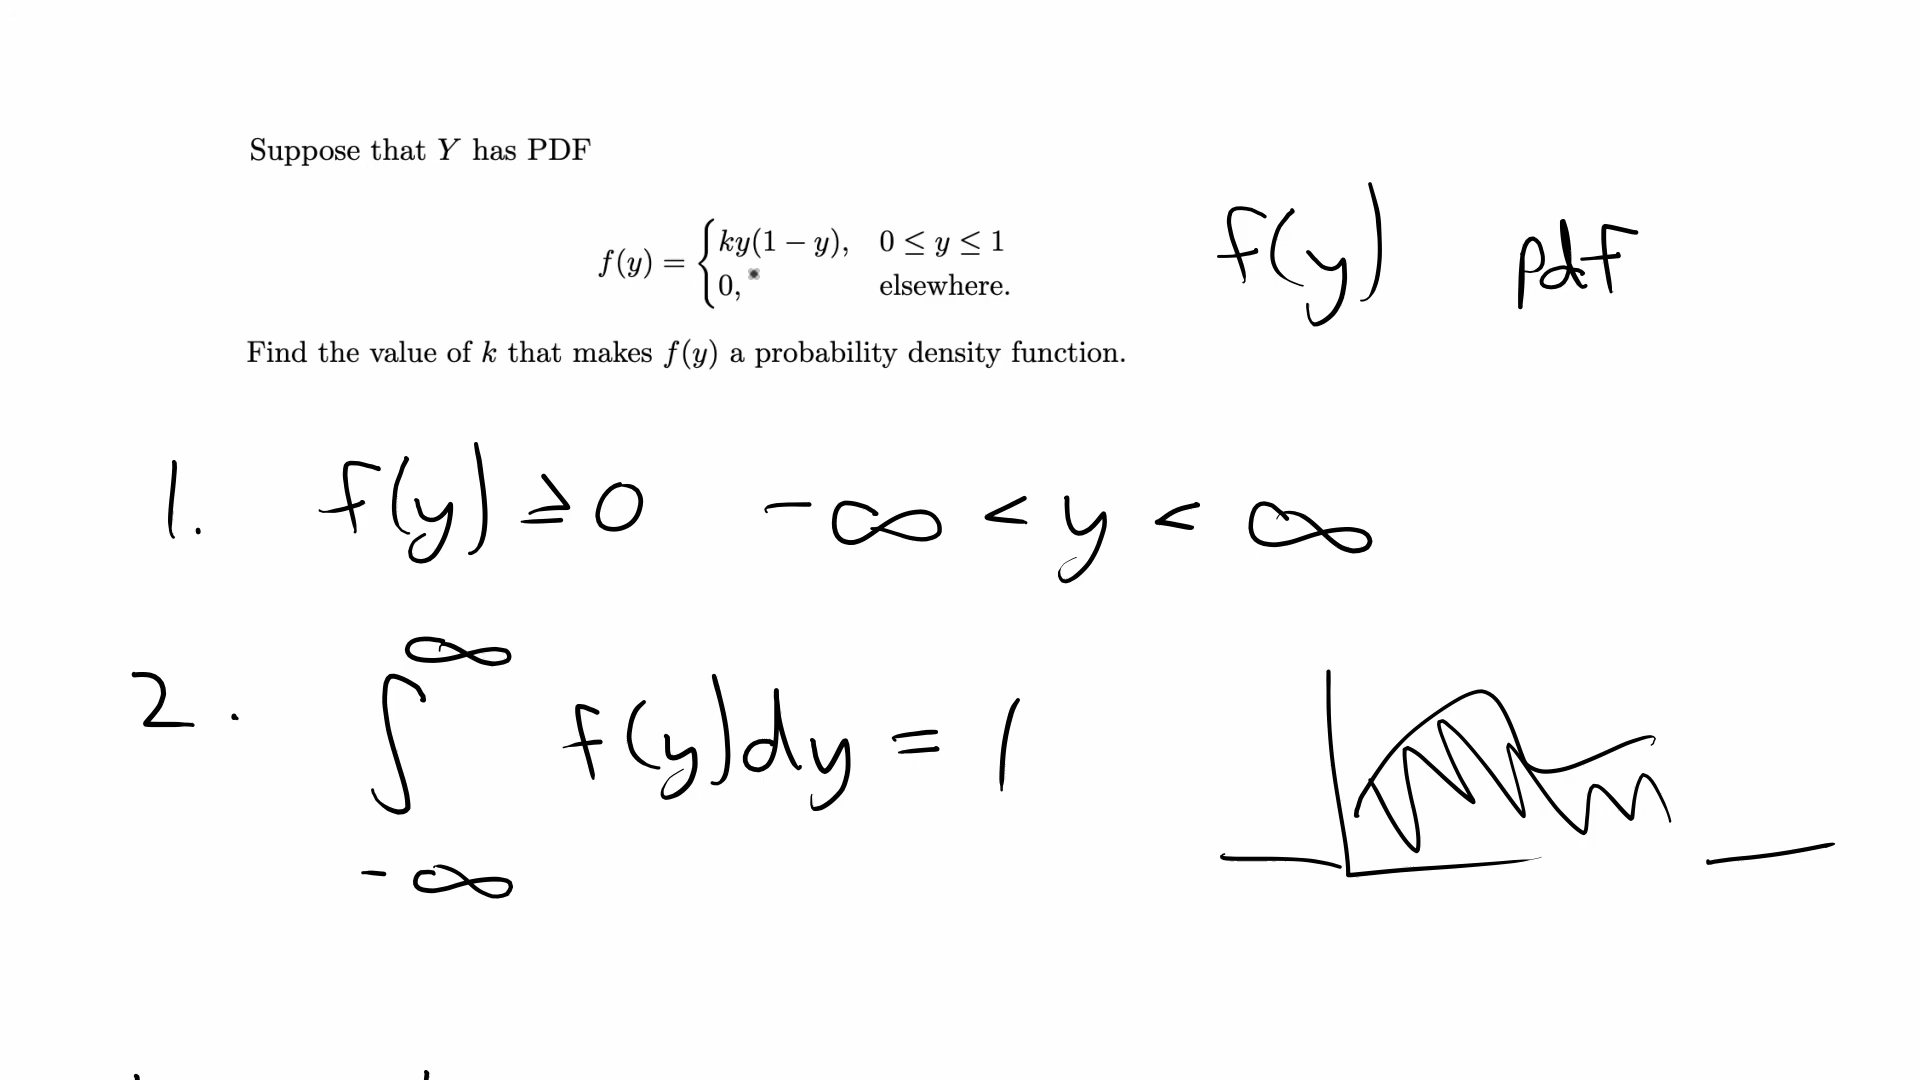 Suppose that Y has PDF
f(y) = { ky(1 − y), 0 ≤ y ≤ 1
0, elsewhere.
f(y) pdf
Find the value of k that makes f(y) a probability density function.
1. f(y) ≥ 0 -∞ < y < ∞
2. ∫_{-∞}^{∞} f(y)dy = 1